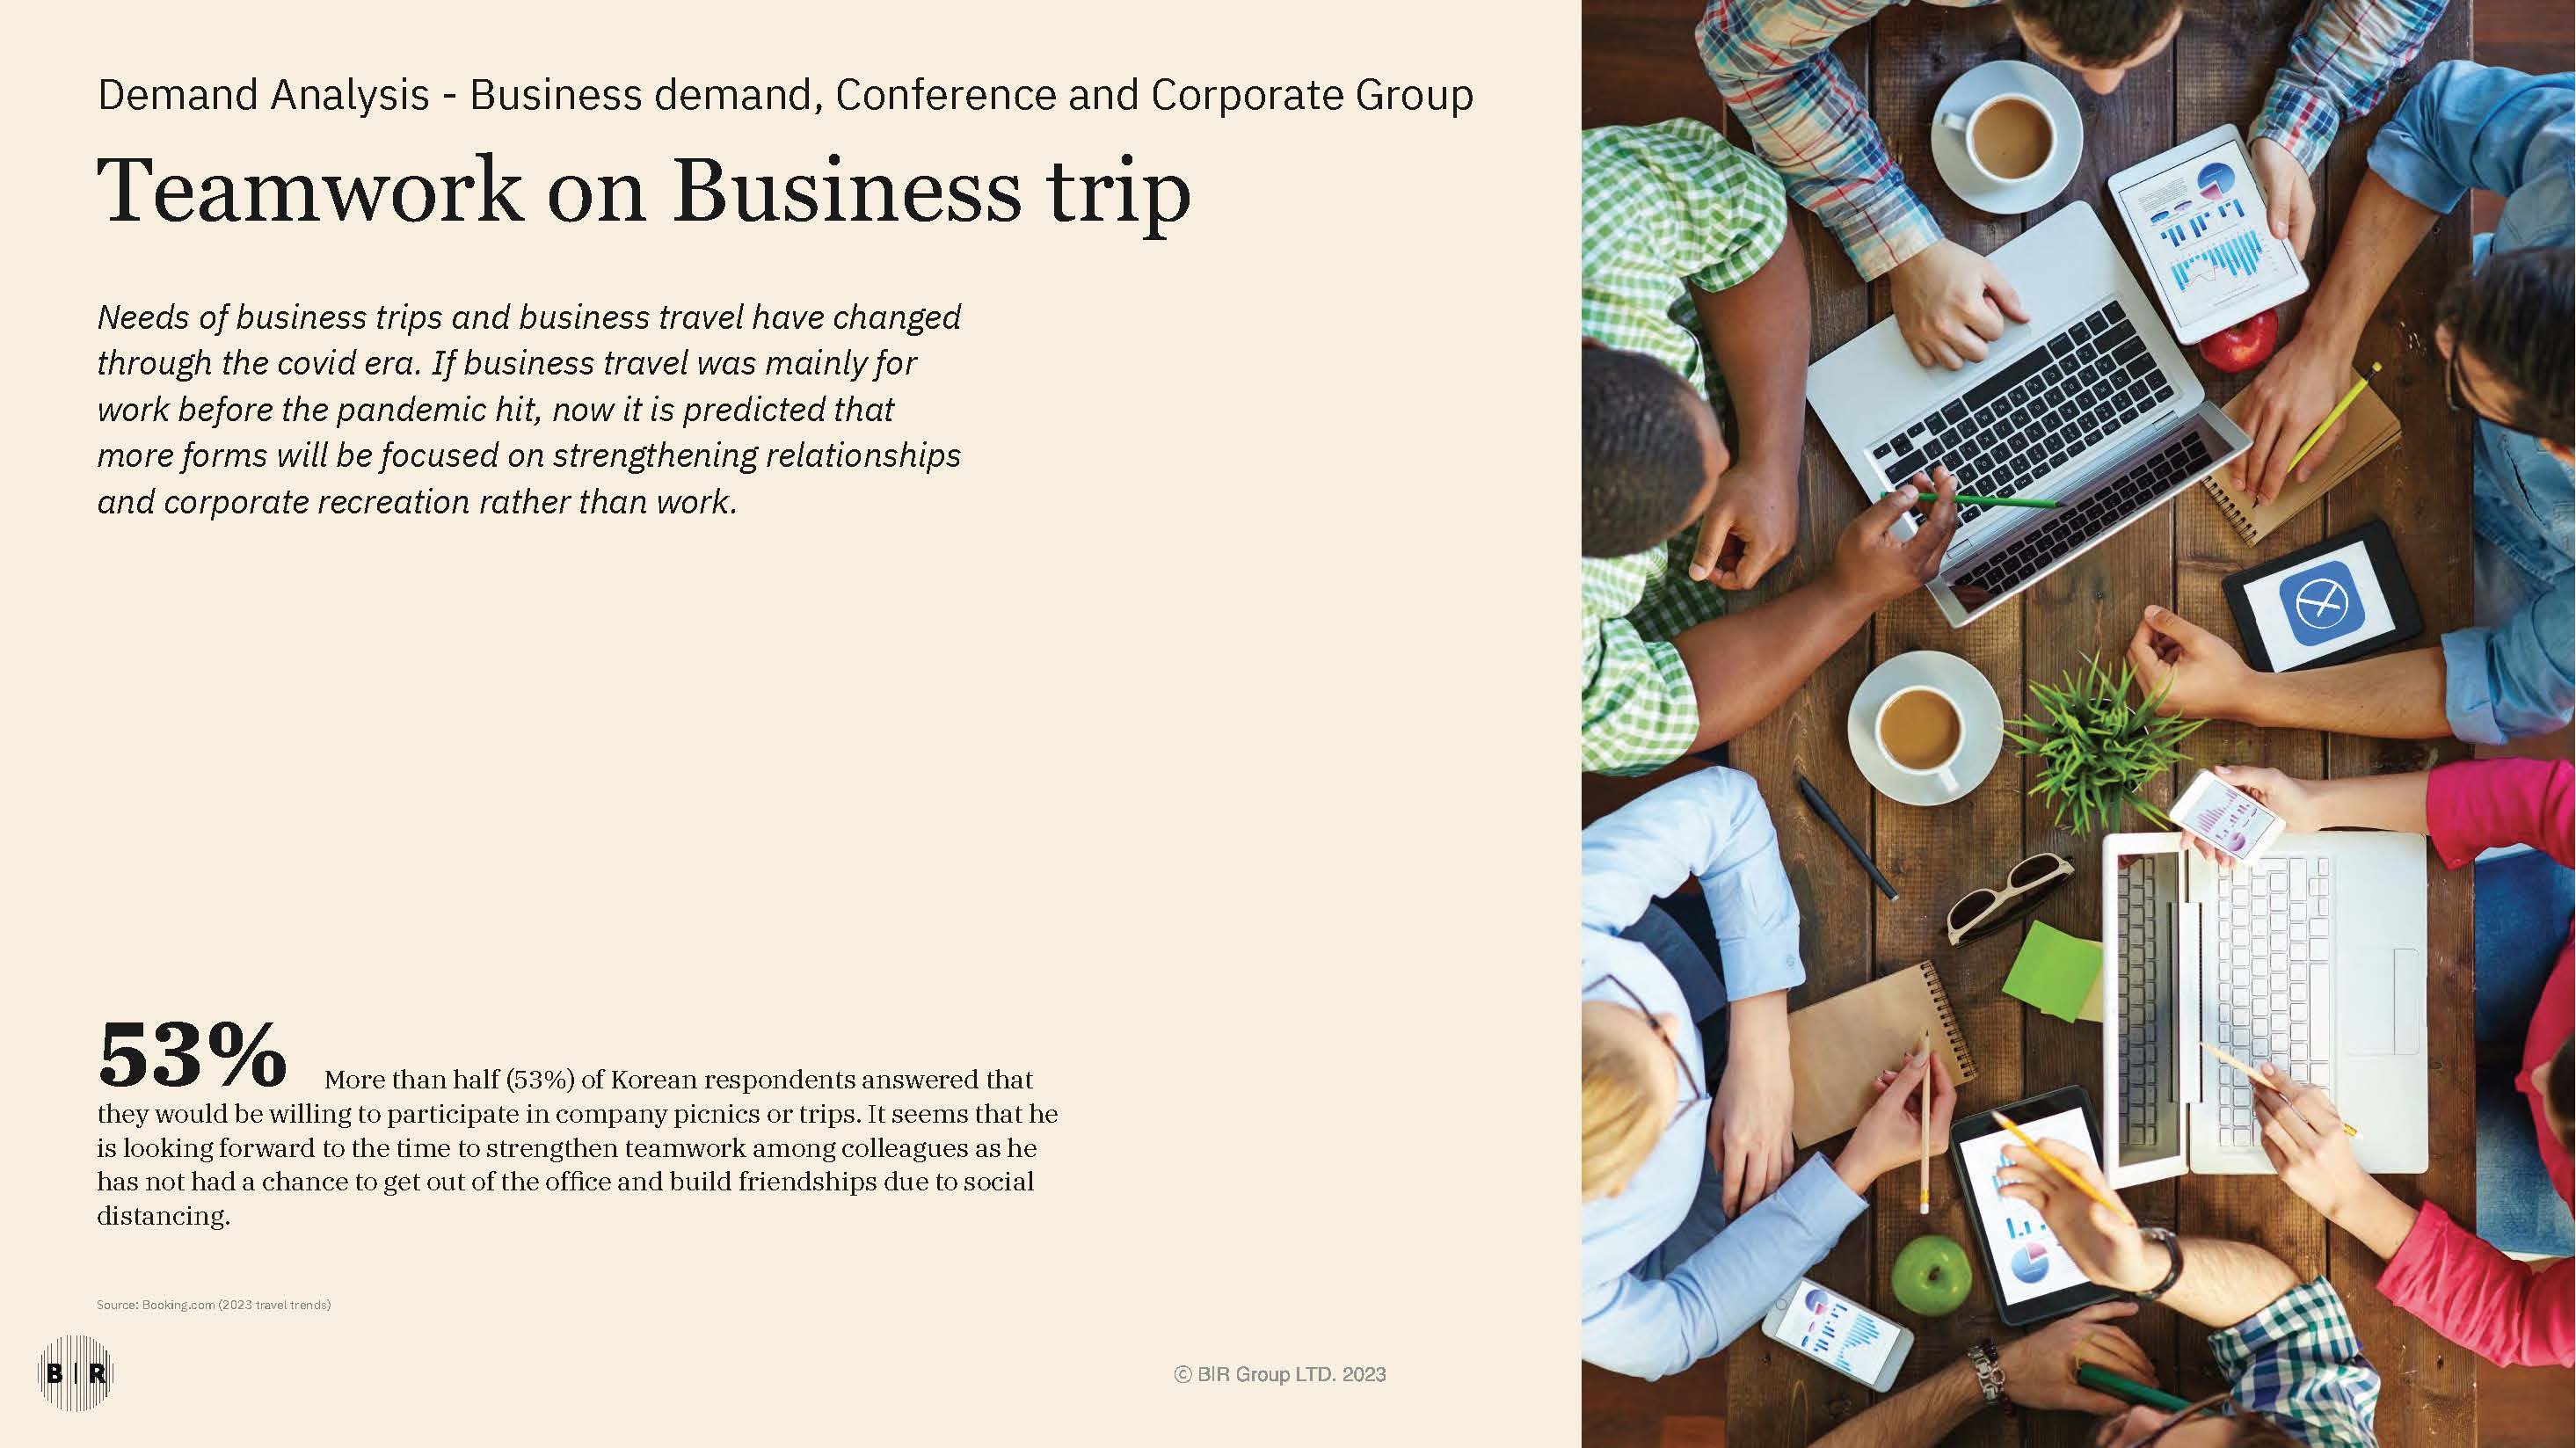 Demand Analysis - Business demand, Conference and Corporate Group
Teamwork on Business trip
Needs of business trips and business travel have changed
through the covid era. If business travel was mainly for
work before the pandemic hit, now it is predicted that
more forms will be focused on strengthening relationships
and corporate recreation rather than work.
53% More than half (53%) of Korean respondents answered that
they would be willing to participate in company picnics or trips. It seems that he
is looking forward to the time to strengthen teamwork among colleagues as he
has not had a chance to get out of the office and build friendships due to social
distancing.
Source: Booking.com (2023 travel trends)
B | R
© BIR Group LTD. 2023